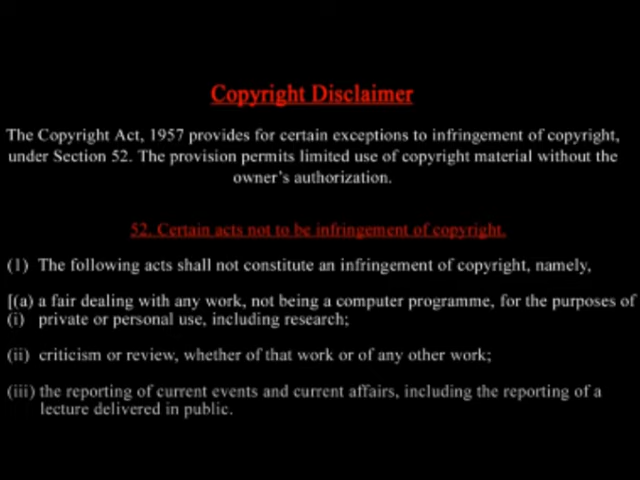 Copyright Disclaimer
The Copyright Act, 1957 provides for certain exceptions to infringement of copyright,
under Section 52. The provision permits limited use of copyright material without the
owner's authorization.
52. Certain acts not to be infringement of copyright.
(1) The following acts shall not constitute an infringement of copyright, namely,
[(a) a fair dealing with any work, not being a computer programme, for the purposes of
(i) private or personal use, including research;
(ii) criticism or review, whether of that work or of any other work;
(iii) the reporting of current events and current affairs, including the reporting of a
lecture delivered in public.